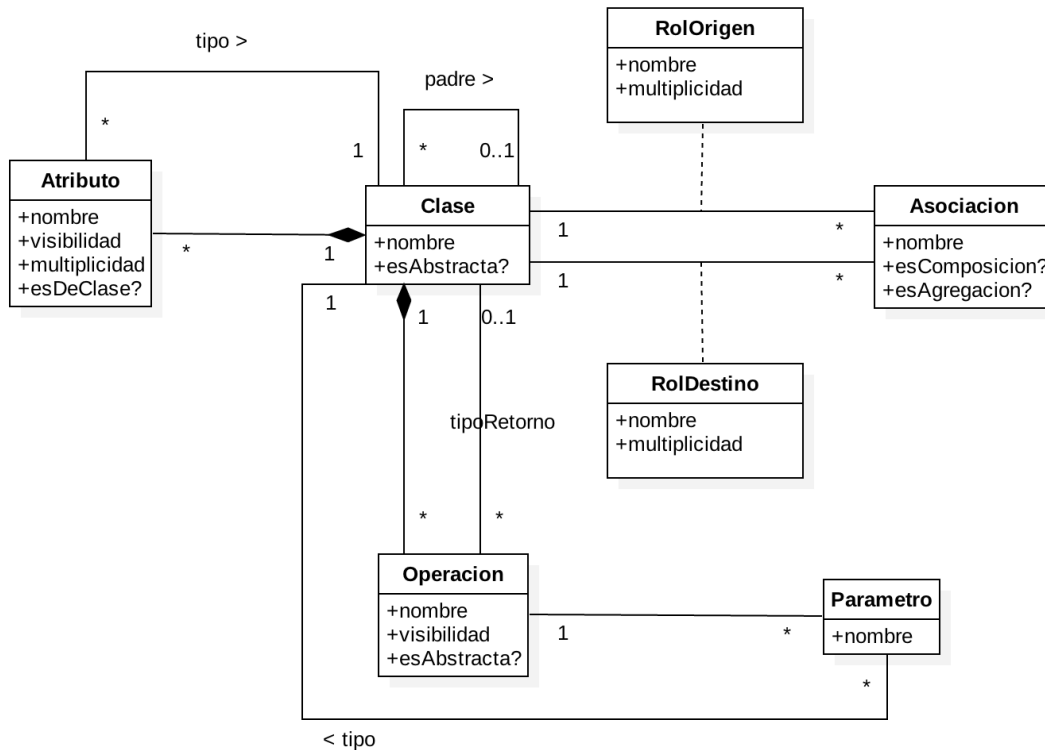 RolOrigen
+nombre
+multiplicidad
tipo >
padre >
*
1
*
0..1
Atributo
+nombre
+visibilidad
+multiplicidad
+esDeClase?
*
1
Clase
+nombre
+esAbstracta?
1
*
1
*
Asociacion
+nombre
+esComposicion?
+esAgregacion?
1
1
0..1
RolDestino
+nombre
+multiplicidad
tipoRetorno
*
*
Operacion
+nombre
+visibilidad
+esAbstracta?
1
*
Parametro
+nombre
*
< tipo